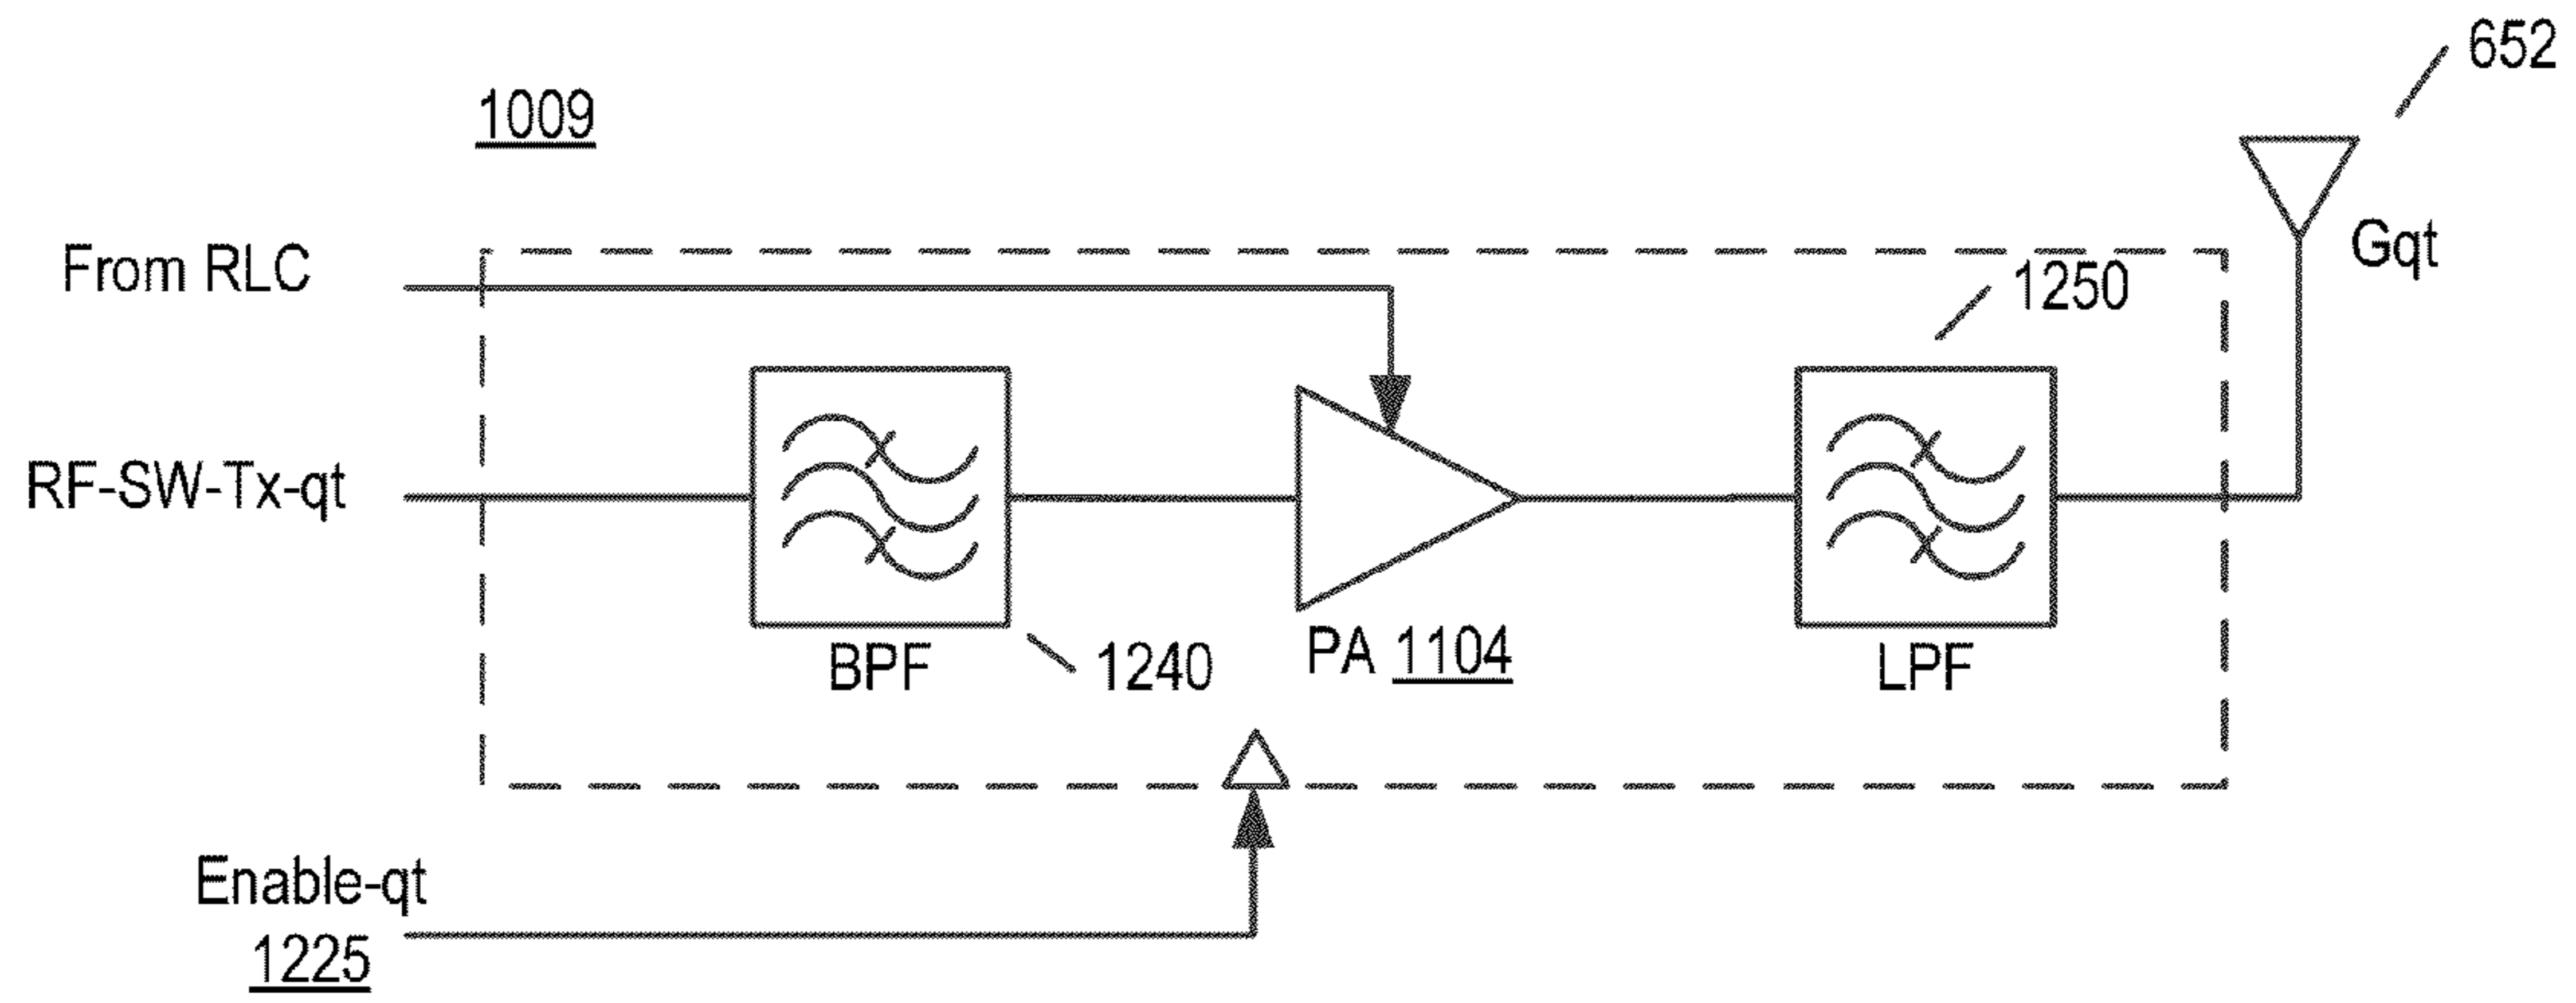 652
1009
Gqt
From RLC
1250
RF-SW-Tx-qt
BPF
1240
PA 1104
LPF
Enable-qt
1225